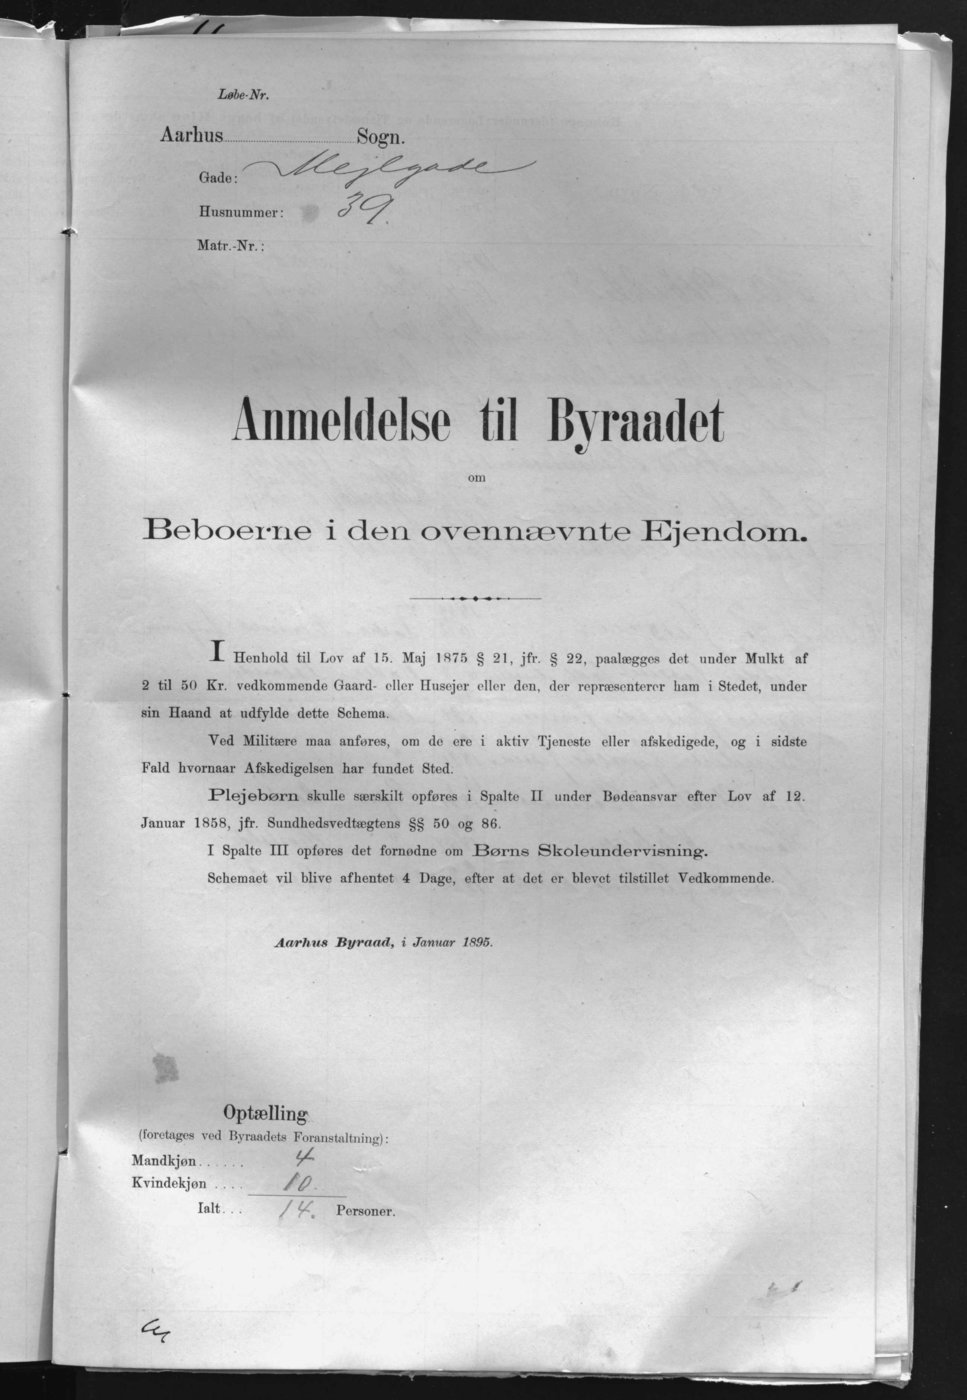 Løbe-Nr.
Aarhus Sogn.
Gade: Mejlgade
Husnummer: 39.
Matr.-Nr.:
Anmeldelse til Byraadet
om
Beboerne i den ovennævnte Ejendom.
I Henhold til Lov af 15. Maj 1875 § 21, jfr. § 22, paalægges det under Mulkt af
2 til 50 Kr. vedkommende Gaard- eller Husejer eller den, der repræsenterer ham i Stedet, under
sin Haand at udfylde dette Schema.
Ved Militære maa anføres, om de ere i aktiv Tjeneste eller afskedigede, og i sidste
Fald hvornaar Afskedigelsen har fundet Sted.
Plejebørn skulle særskilt opføres i Spalte II under Bødeansvar efter Lov af 12.
Januar 1858, jfr. Sundhedsvedtægtens §§ 50 og 86.
I Spalte III opføres det fornødne om Børns Skoleundervisning.
Schemaet vil blive afhentet 4 Dage, efter at det er blevet tilstillet Vedkommende.
Aarhus Byraad, i Januar 1895.
Optælling
(foretages ved Byraadets Foranstaltning):
Mandkjøn...... 4
Kvindekjøn .... 10.
Ialt... 14. Personer.